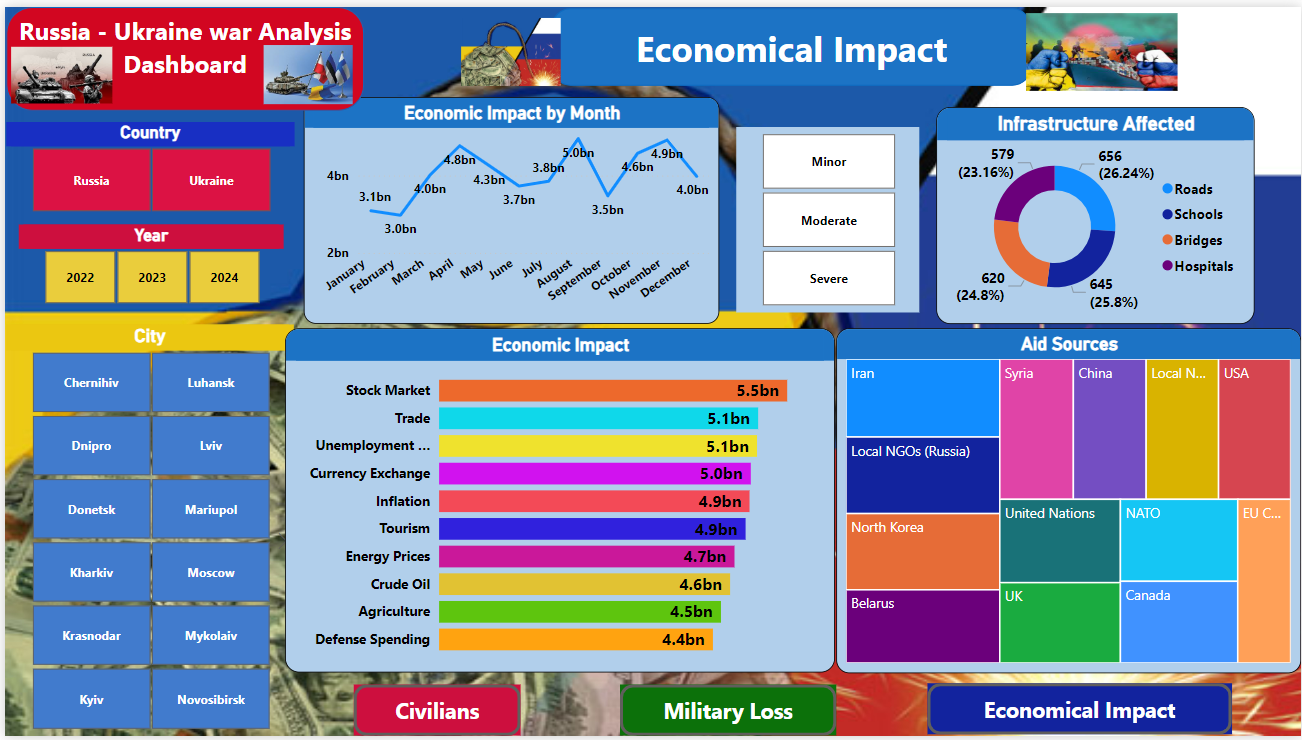 Russia - Ukraine war Analysis
Dashboard
Economical Impact
Country
Russia
Ukraine
Year
2022
2023
2024
City
Chernihiv
Luhansk
Dnipro
Lviv
Donetsk
Mariupol
Kharkiv
Moscow
Krasnodar
Mykolaiv
Kyiv
Novosibirsk
Economic Impact by Month
4bn
2bn
3.1bn
3.0bn
4.0bn
4.8bn
4.3bn
3.7bn
3.8bn
5.0bn
3.5bn
4.6bn
4.9bn
4.0bn
January
February
March
April
May
June
July
August
September
October
November
December
Minor
Moderate
Severe
Infrastructure Affected
579
(23.16%)
656
(26.24%)
620
(24.8%)
645
(25.8%)
Roads
Schools
Bridges
Hospitals
Economic Impact
Stock Market 5.5bn
Trade 5.1bn
Unemployment ... 5.1bn
Currency Exchange 5.0bn
Inflation 4.9bn
Tourism 4.9bn
Energy Prices 4.7bn
Crude Oil 4.6bn
Agriculture 4.5bn
Defense Spending 4.4bn
Aid Sources
Iran
Local NGOs (Russia)
North Korea
Belarus
Syria
China
Local N...
USA
United Nations
NATO
EU C...
UK
Canada
Civilians
Military Loss
Economical Impact